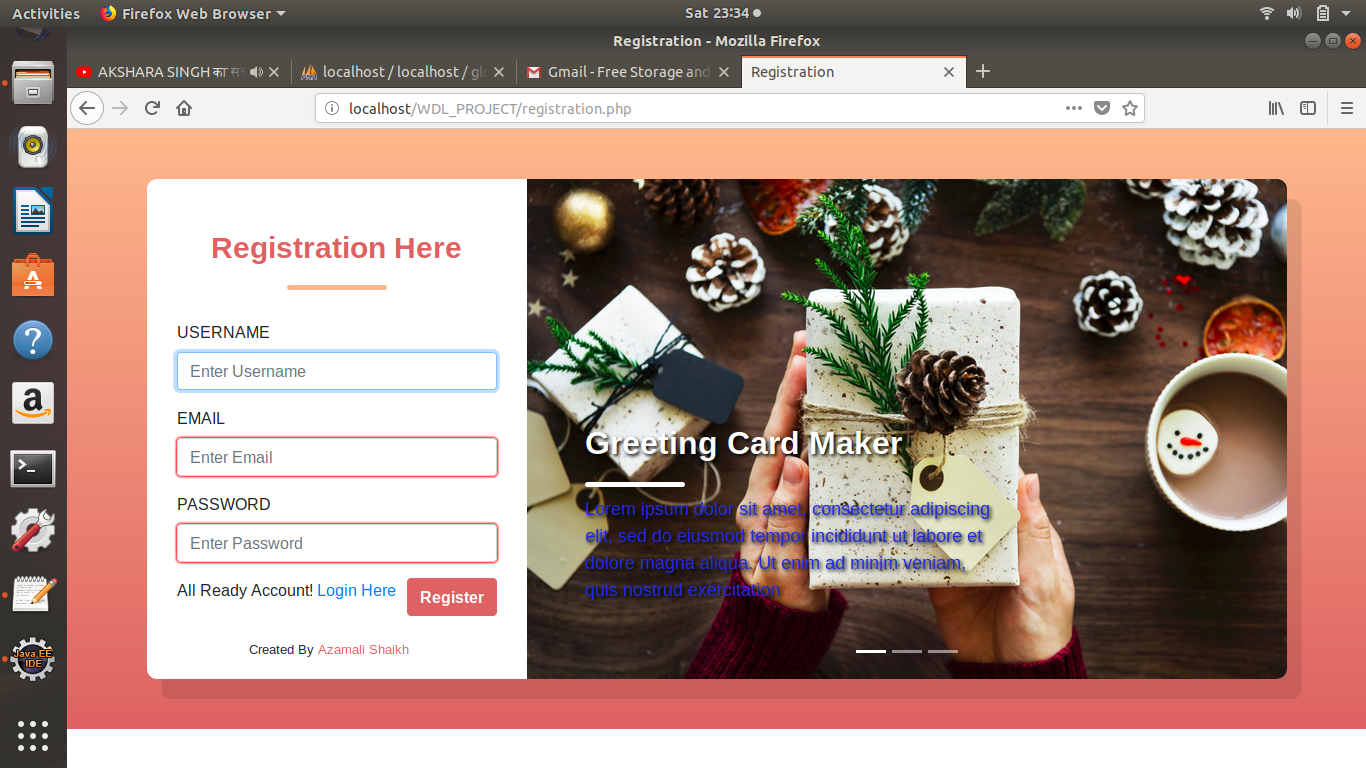 Activities
Firefox Web Browser
Sat 23:34
Registration - Mozilla Firefox
AKSHARA SINGH का
localhost / localhost /
Gmail - Free Storage and
Registration
localhost/WDL_PROJECT/registration.php
Registration Here
USERNAME
Enter Username
EMAIL
Enter Email
PASSWORD
Enter Password
All Ready Account! Login Here
Register
Created By Azamali Shaikh
Greeting Card Maker
Lorem ipsum dolor sit amet, consectetur adipiscing
elit, sed do eiusmod tempor incididunt ut labore et
dolore magna aliqua. Ut enim ad minim veniam,
quis nostrud exercitation
Java EE
IDE